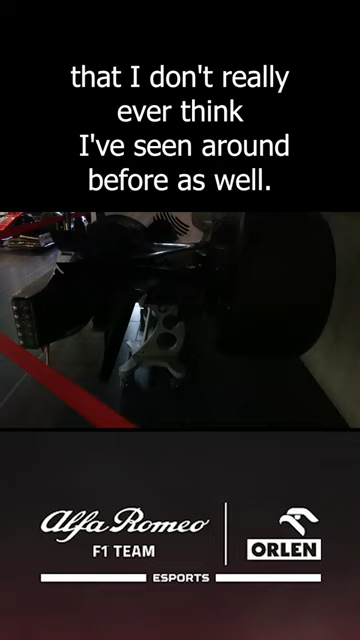 that I don't really
ever think
I've seen around
before as well.
Alfa Romeo
F1 TEAM
ORLEN
ESPORTS